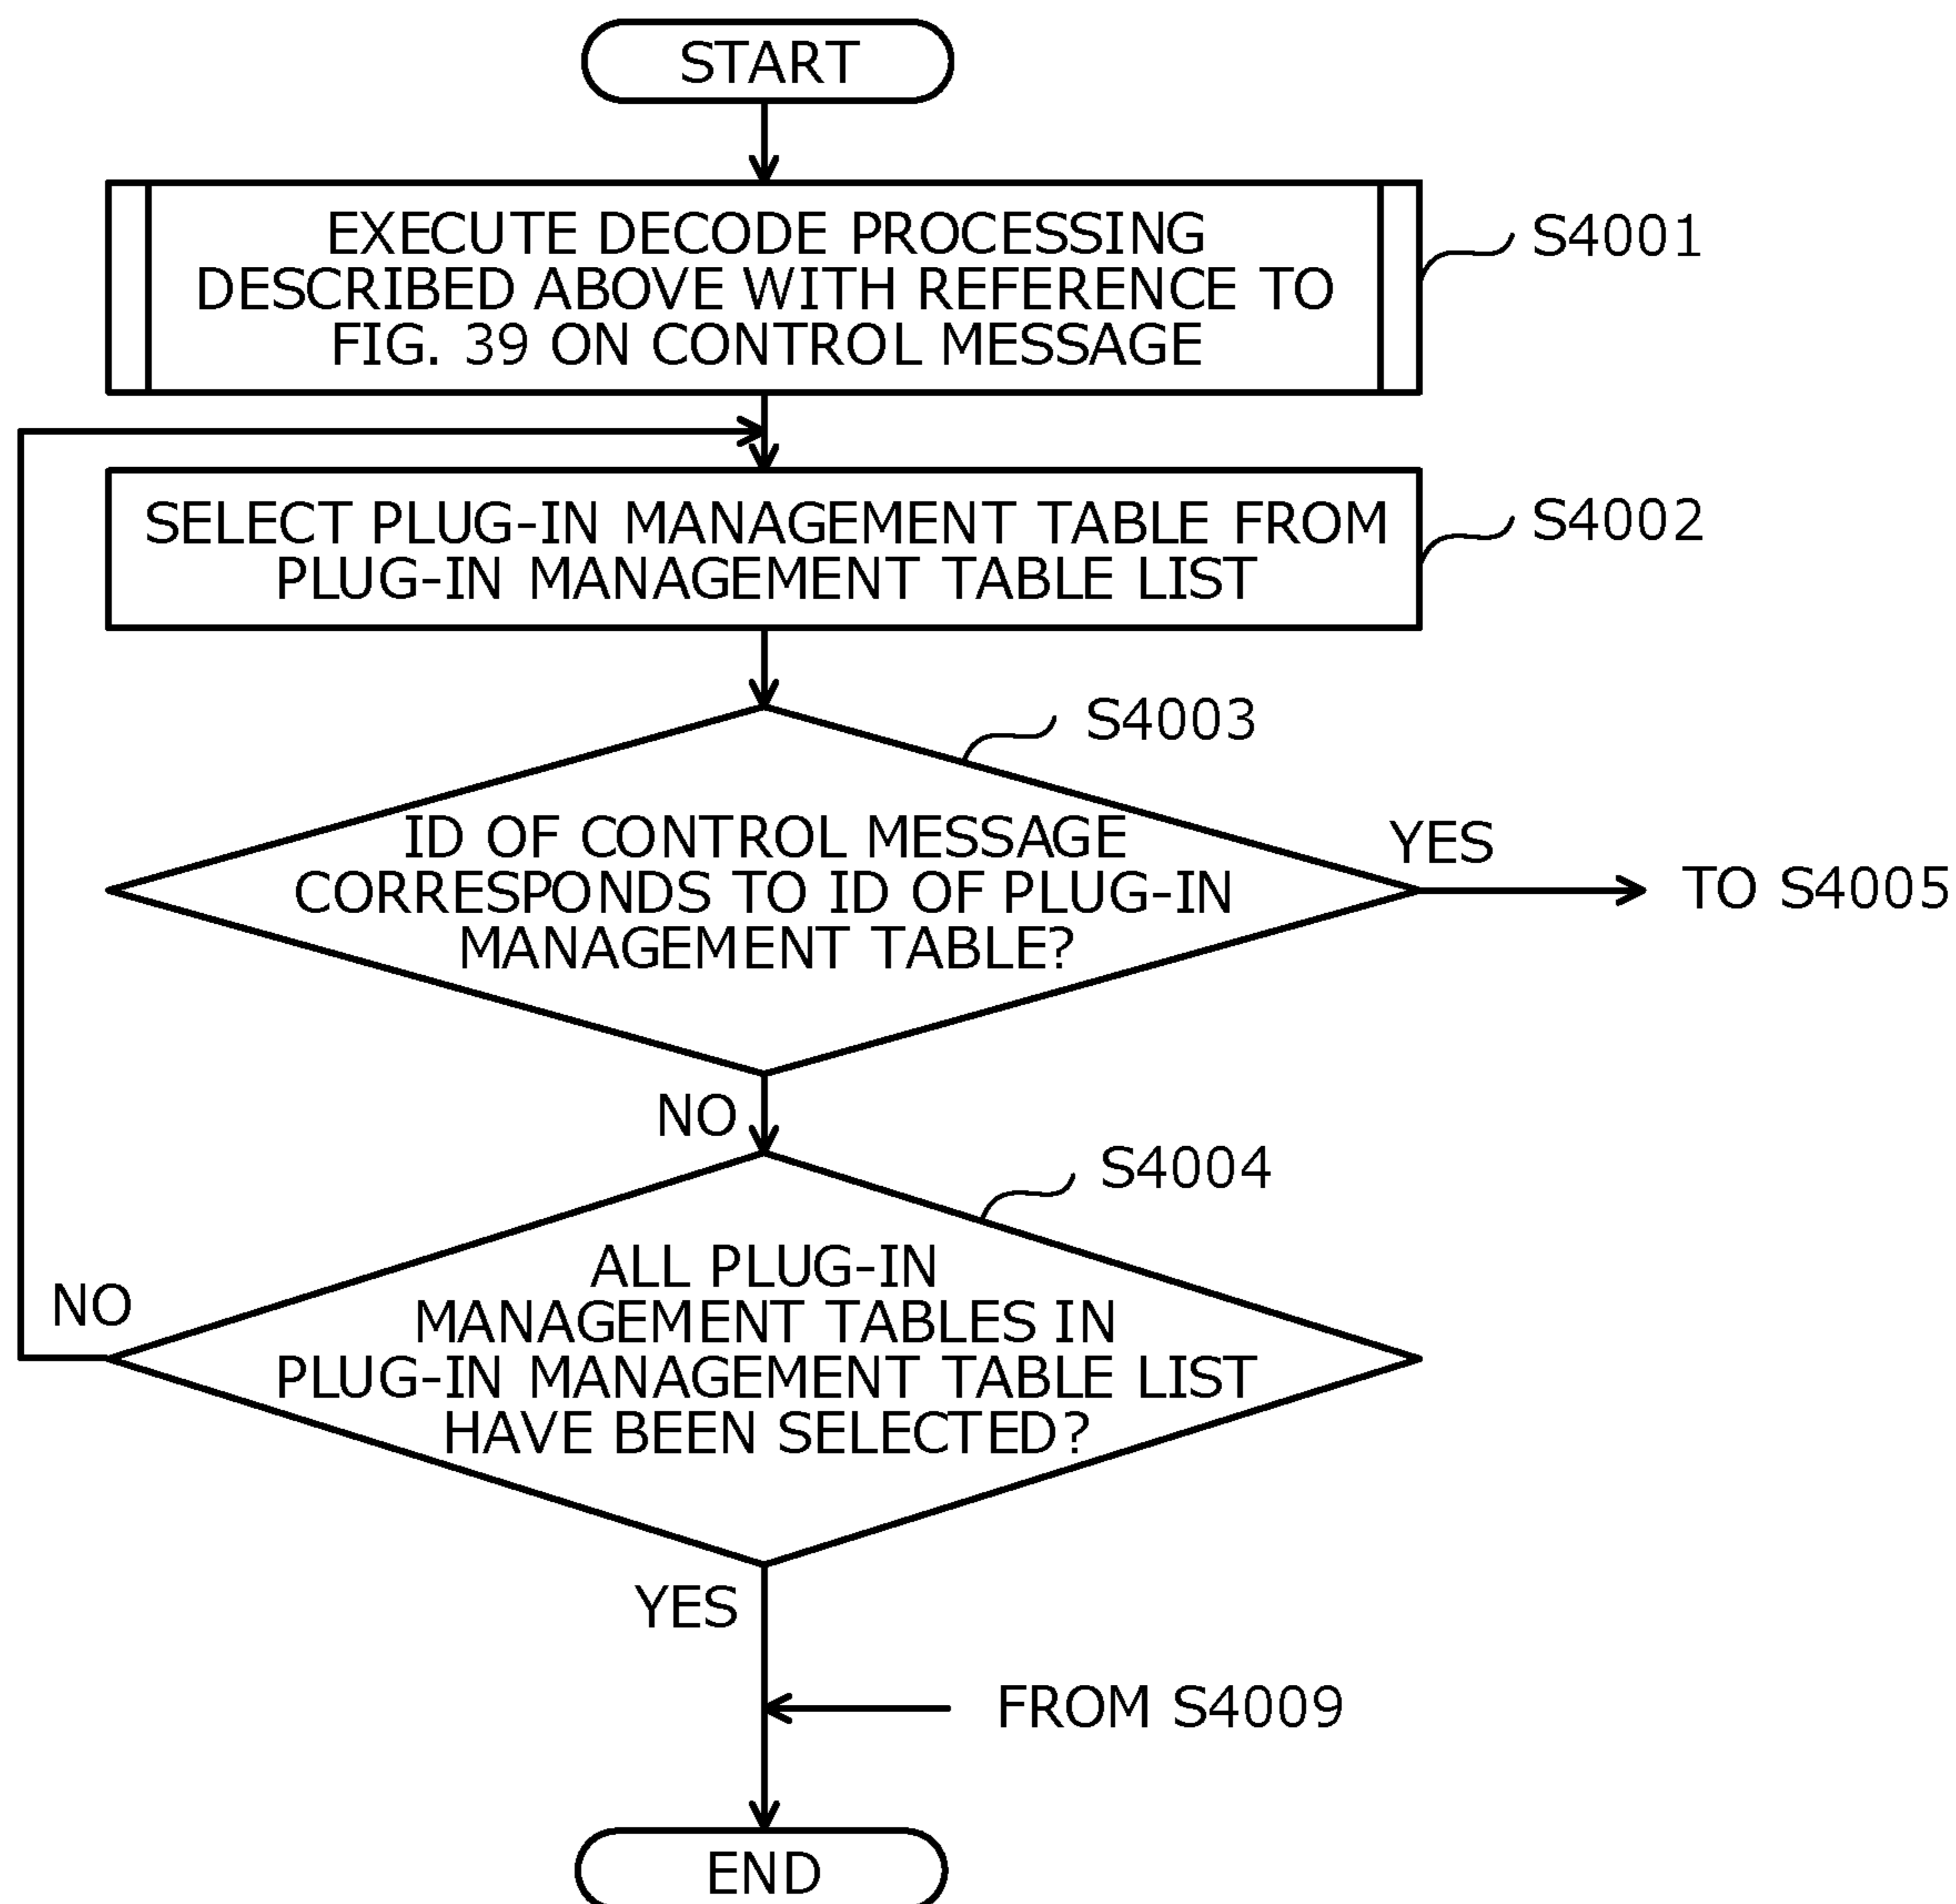 START
EXECUTE DECODE PROCESSING
DESCRIBED ABOVE WITH REFERENCE TO
FIG. 39 ON CONTROL MESSAGE
S4001
SELECT PLUG-IN MANAGEMENT TABLE FROM
PLUG-IN MANAGEMENT TABLE LIST
S4002
S4003
ID OF CONTROL MESSAGE
CORRESPONDS TO ID OF PLUG-IN
MANAGEMENT TABLE?
YES
TO S4005
NO
S4004
ALL PLUG-IN
MANAGEMENT TABLES IN
PLUG-IN MANAGEMENT TABLE LIST
HAVE BEEN SELECTED?
NO
YES
FROM S4009
END